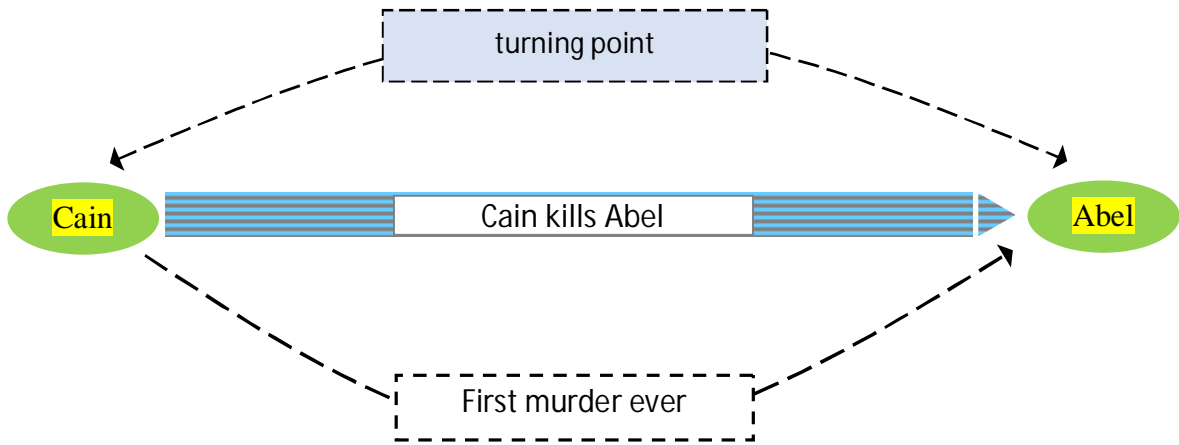 turning point
Cain
Cain kills Abel
Abel
First murder ever